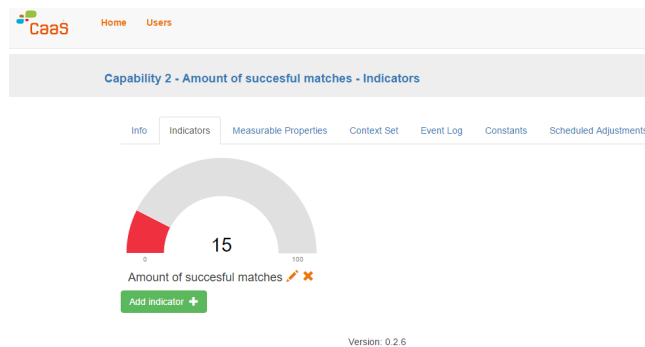 CaaS
Home Users
Capability 2 - Amount of succesful matches - Indicators
Info Indicators Measurable Properties Context Set Event Log Constants Scheduled Adjustments
15
0 100
Amount of succesful matches
Add indicator
Version: 0.2.6